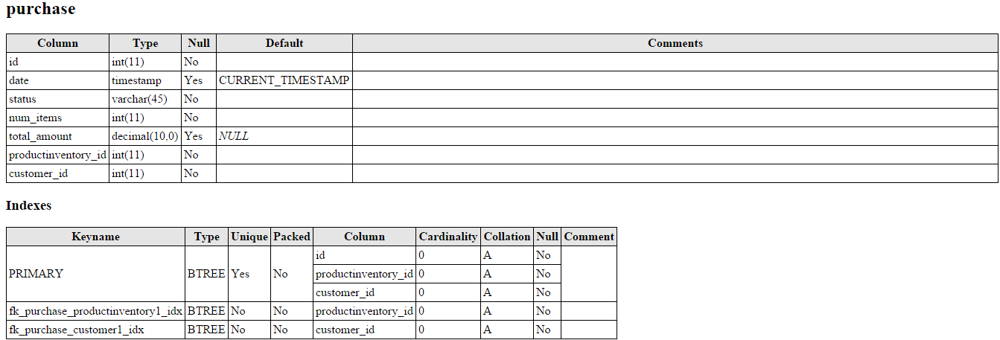 purchase
Column Type Null Default Comments
id int(11) No
date timestamp Yes CURRENT_TIMESTAMP
status varchar(45) No
num_items int(11) No
total_amount decimal(10,0) Yes NULL
productinventory_id int(11) No
customer_id int(11) No
Indexes
Keyname Type Unique Packed Column Cardinality Collation Null Comment
PRIMARY BTREE Yes No id 0 A No
productinventory_id 0 A No
customer_id 0 A No
fk_purchase_productinventory1_idx BTREE No No productinventory_id 0 A No
fk_purchase_customer1_idx BTREE No No customer_id 0 A No